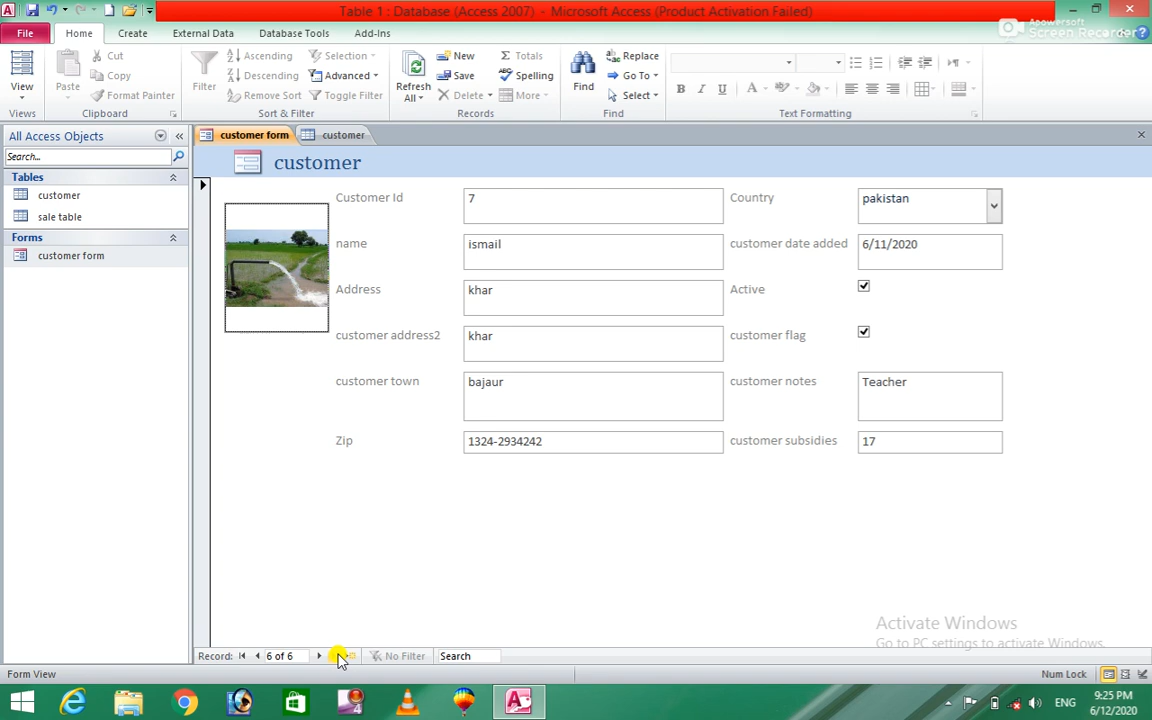 Table 1 : Database (Access 2007) - Microsoft Access (Product Activation Failed)
Apowersoft
Screen Recorder
File Home Create External Data Database Tools Add-Ins
View
Views
Paste
Cut
Copy
Format Painter
Clipboard
Filter
Ascending
Descending
Remove Sort
Selection
Advanced
Toggle Filter
Sort & Filter
Refresh
All
New
Save
Delete
Totals
Spelling
More
Records
Find
Replace
Go To
Select
Find
B I U A
Text Formatting
All Access Objects
Search...
Tables
customer
sale table
Forms
customer form
customer form customer
customer
Customer Id 7 Country pakistan
name ismail customer date added 6/11/2020
Address khar Active
customer address2 khar customer flag
customer town bajaur customer notes Teacher
Zip 1324-2934242 customer subsidies 17
Activate Windows
Go to PC settings to activate Windows.
Record: 6 of 6 No Filter Search
Form View Num Lock
ENG 9:25 PM
6/12/2020